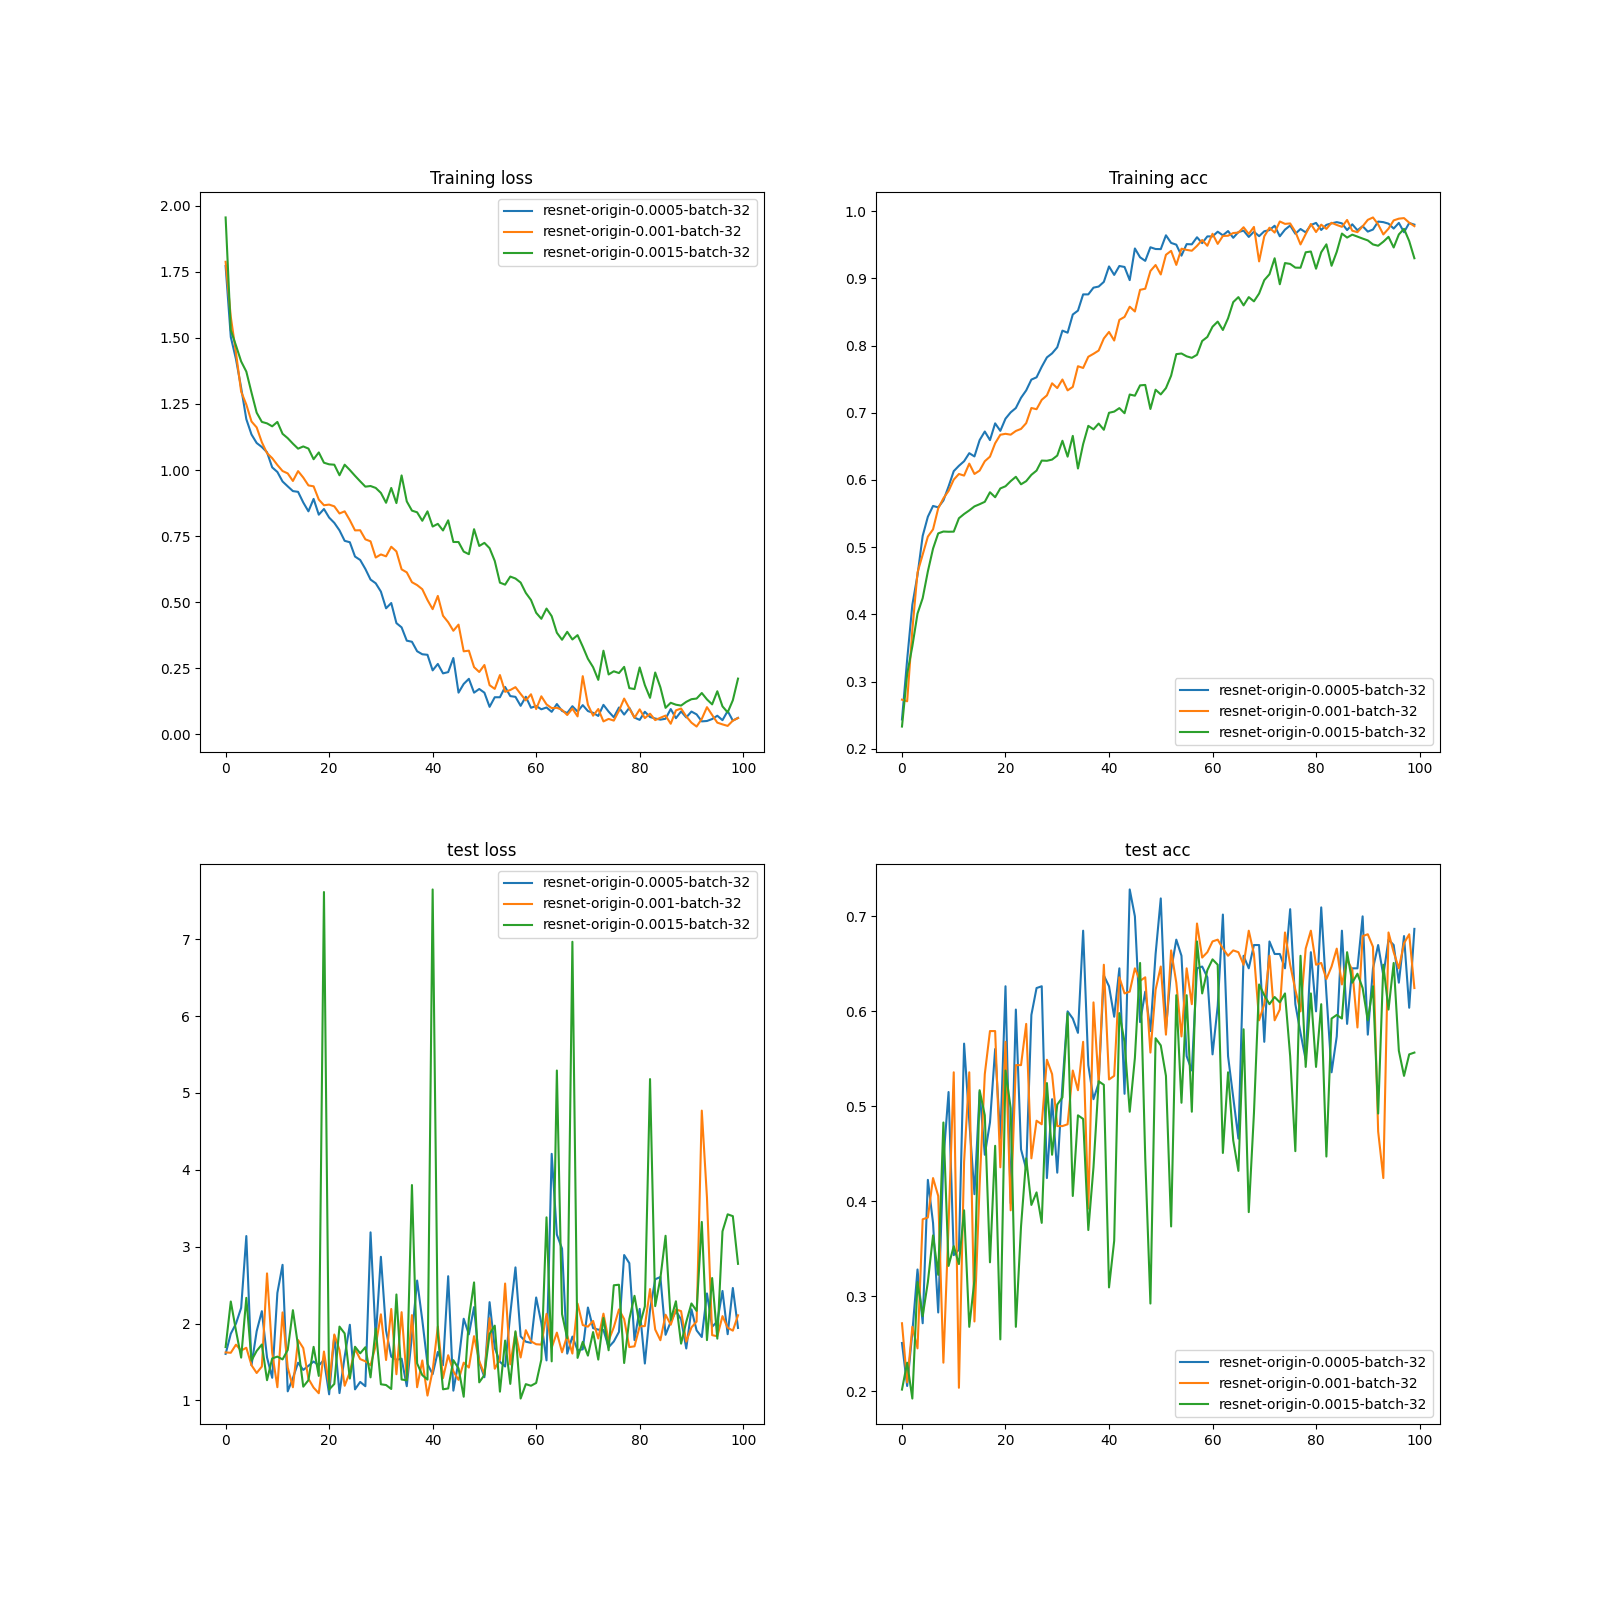 Training loss
2.00
1.75
1.50
1.25
1.00
0.75
0.50
0.25
0.00
0 20 40 60 80 100
resnet-origin-0.0005-batch-32
resnet-origin-0.001-batch-32
resnet-origin-0.0015-batch-32
Training acc
1.0
0.9
0.8
0.7
0.6
0.5
0.4
0.3
0.2
0 20 40 60 80 100
resnet-origin-0.0005-batch-32
resnet-origin-0.001-batch-32
resnet-origin-0.0015-batch-32
test loss
7
6
5
4
3
2
1
0 20 40 60 80 100
resnet-origin-0.0005-batch-32
resnet-origin-0.001-batch-32
resnet-origin-0.0015-batch-32
test acc
0.7
0.6
0.5
0.4
0.3
0.2
0 20 40 60 80 100
resnet-origin-0.0005-batch-32
resnet-origin-0.001-batch-32
resnet-origin-0.0015-batch-32